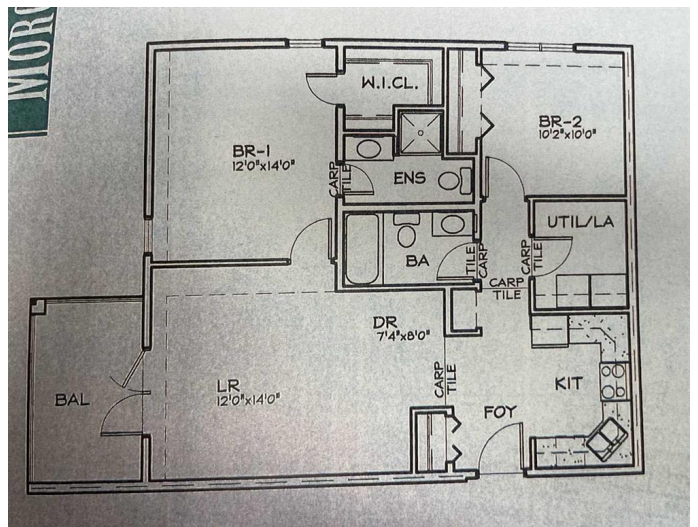 MORG
W.I.CL.
BR-1
12'0"x14'0"
BR-2
10'2"x10'0"
CARP
TILE
ENS
UTIL/LA
BA
TILE
CARP
CARP
TILE
CARP
TILE
DR
7'4"x8'0"
CARP
TILE
LR
12'0"x14'0"
BAL
KIT
FOY